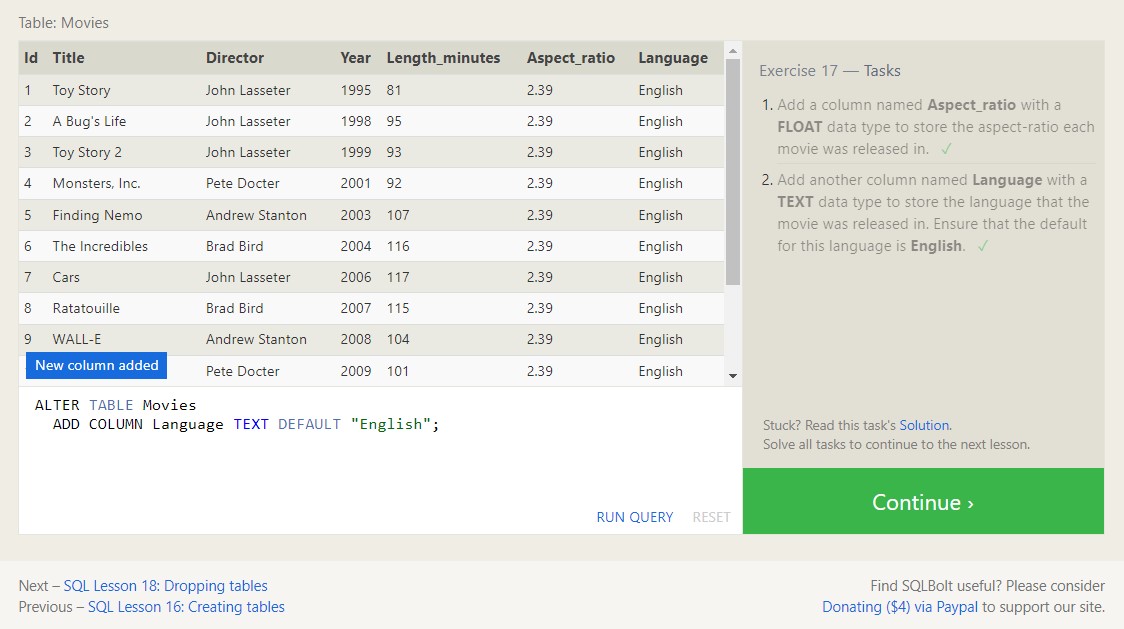 Table: Movies
Id Title Director Year Length_minutes Aspect_ratio Language
1 Toy Story John Lasseter 1995 81 2.39 English
2 A Bug's Life John Lasseter 1998 95 2.39 English
3 Toy Story 2 John Lasseter 1999 93 2.39 English
4 Monsters, Inc. Pete Docter 2001 92 2.39 English
5 Finding Nemo Andrew Stanton 2003 107 2.39 English
6 The Incredibles Brad Bird 2004 116 2.39 English
7 Cars John Lasseter 2006 117 2.39 English
8 Ratatouille Brad Bird 2007 115 2.39 English
9 WALL-E Andrew Stanton 2008 104 2.39 English
New column added
Pete Docter 2009 101 2.39 English
ALTER TABLE Movies
ADD COLUMN Language TEXT DEFAULT "English";
RUN QUERY RESET
Exercise 17 — Tasks
1. Add a column named Aspect_ratio with a
FLOAT data type to store the aspect-ratio each
movie was released in. ✓
2. Add another column named Language with a
TEXT data type to store the language that the
movie was released in. Ensure that the default
for this language is English. ✓
Stuck? Read this task's Solution.
Solve all tasks to continue to the next lesson.
Continue ›
Next – SQL Lesson 18: Dropping tables
Previous – SQL Lesson 16: Creating tables
Find SQLBolt useful? Please consider
Donating ($4) via Paypal to support our site.